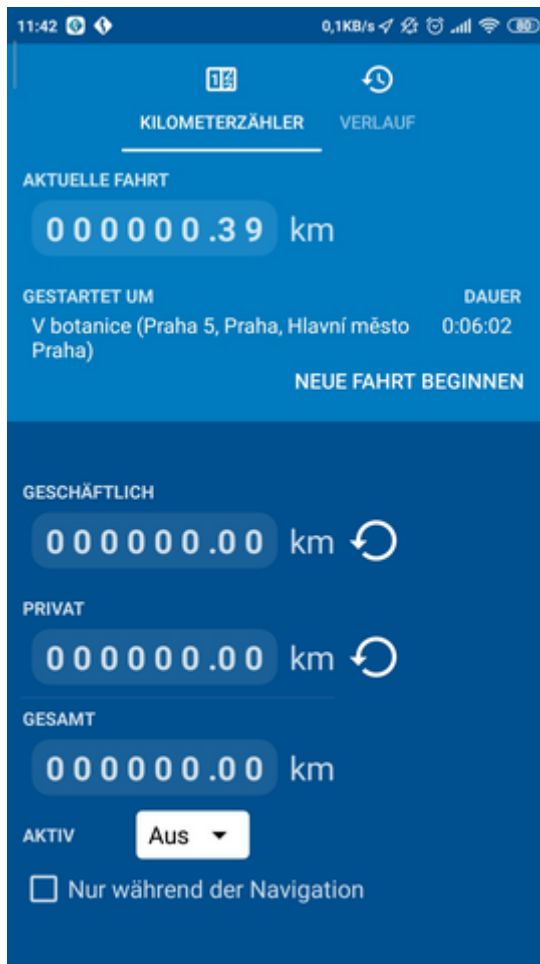 11:42 0,1KB/s 80
KILOMETERZÄHLER VERLAUF
AKTUELLE FAHRT
000000.39 km
GESTARTET UM DAUER
V botanice (Praha 5, Praha, Hlavní město 0:06:02
Praha)
NEUE FAHRT BEGINNEN
GESCHÄFTLICH
000000.00 km
PRIVAT
000000.00 km
GESAMT
000000.00 km
AKTIV Aus
Nur während der Navigation